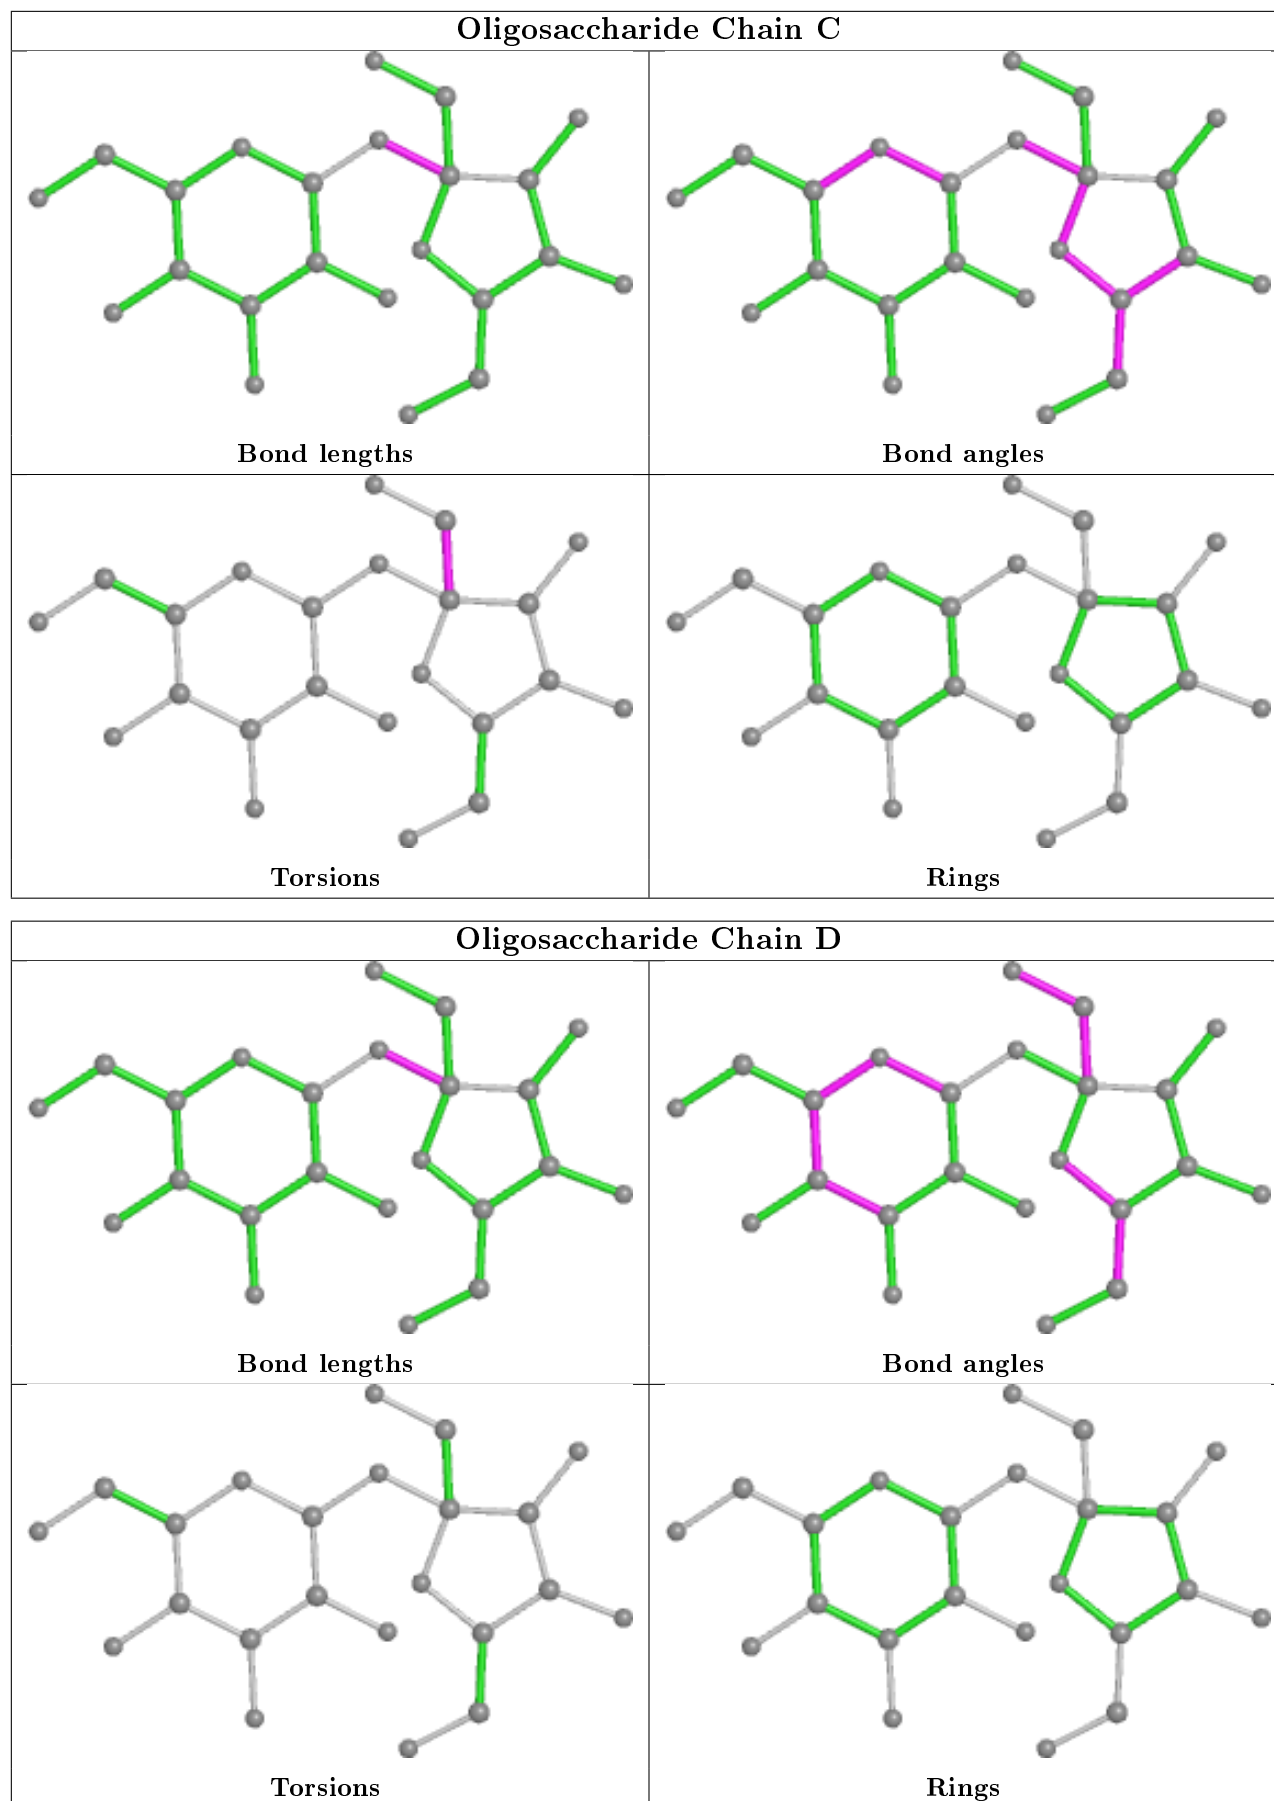 Oligosaccharide Chain C
Bond lengths
Bond angles
Torsions
Rings
Oligosaccharide Chain D
Bond lengths
Bond angles
Torsions
Rings